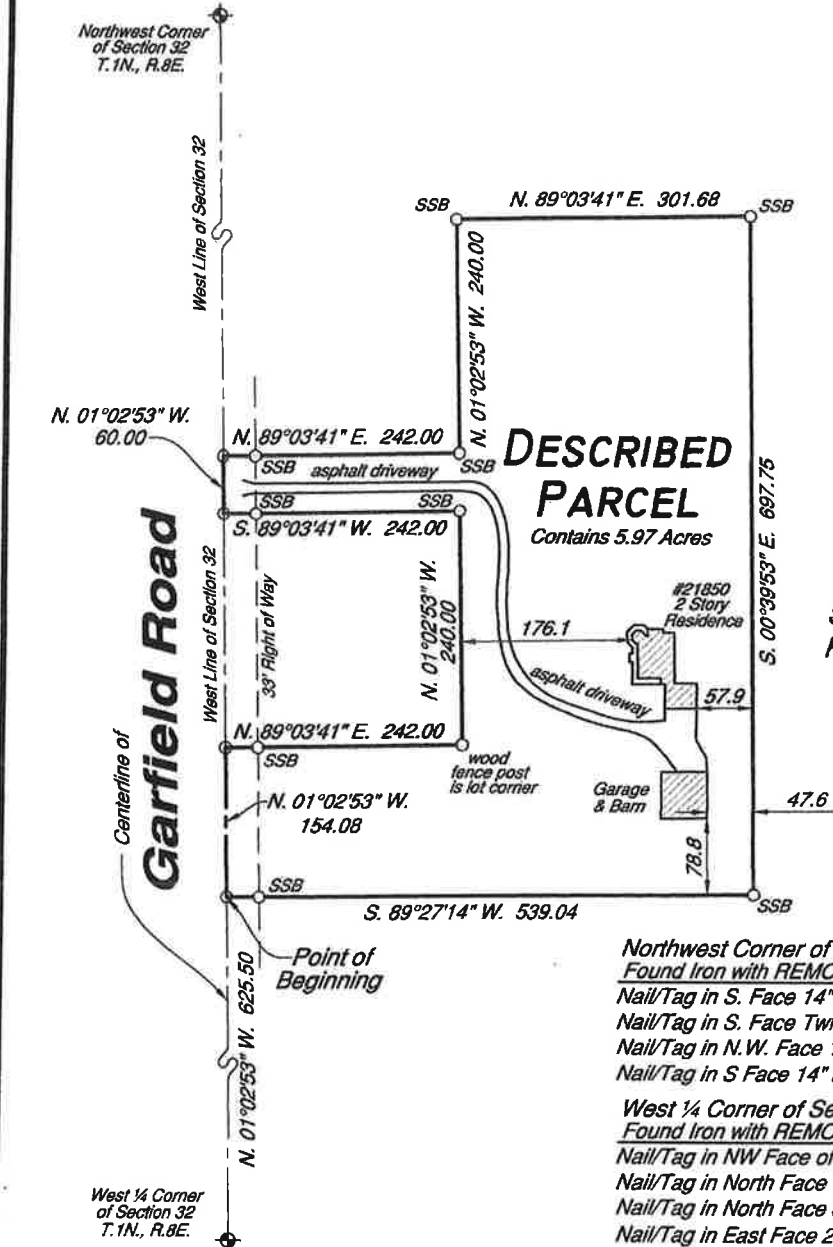 Northwest Corner
of Section 32
T.1N., R.8E.
West Line of Section 32
SSB
N. 89°03'41" E. 301.68
SSB
N. 01°02'53" W. 240.00
N. 01°02'53" W.
60.00
N. 89°03'41" E. 242.00
SSB
asphalt driveway
SSB
DESCRIBED
PARCEL
Contains 5.97 Acres
SSB
SSB
S. 89°03'41" W. 242.00
S. 00°39'53" E. 697.75
Centerline of
Garfield Road
West Line of Section 32
33' Right of Way
N. 01°02'53" W.
240.00
176.1
#21850
2 Story
Residence
asphalt driveway
57.9
N. 89°03'41" E. 242.00
SSB
wood
fence post
is lot corner
N. 01°02'53" W.
154.08
Garage
& Barn
47.6
78.8
SSB
S. 89°27'14" W. 539.04
SSB
Point of
Beginning
N. 01°02'53" W. 625.50
Northwest Corner of
Found Iron with REMO
Nail/Tag in S. Face 14"
Nail/Tag in S. Face Tw
Nail/Tag in N.W. Face
Nail/Tag in S Face 14"
West ¼ Corner of Se
Found Iron with REMO
Nail/Tag in NW Face of
Nail/Tag in North Face
Nail/Tag in North Face
Nail/Tag in East Face 2
West ¼ Corner
of Section 32
T.1N., R.8E.